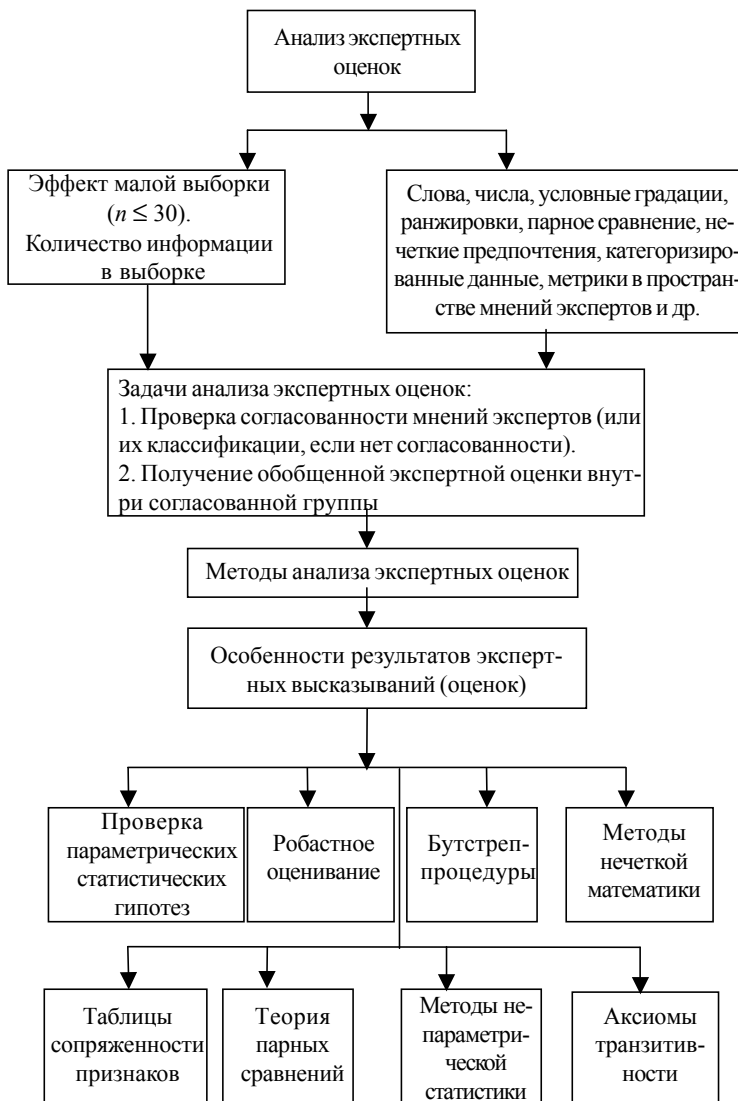 Анализ экспертных
оценок
Эффект малой выборки
(n ≤ 30).
Количество информации
в выборке
Слова, числа, условные градации,
ранжировки, парное сравнение, не-
четкие предпочтения, категоризиро-
ванные данные, метрики в простран-
стве мнений экспертов и др.
Задачи анализа экспертных оценок:
1. Проверка согласованности мнений экспертов (или
их классификации, если нет согласованности).
2. Получение обобщенной экспертной оценки внут-
ри согласованной группы
Методы анализа экспертных оценок
Особенности результатов эксперт-
ных высказываний (оценок)
Проверка
параметрических
статистических
гипотез
Робастное
оценивание
Бутстреп-
процедуры
Методы
нечеткой
математики
Таблицы
сопряженности
признаков
Теория
парных
сравнений
Методы не-
параметри-
ческой
статистики
Аксиомы
транзитив-
ности